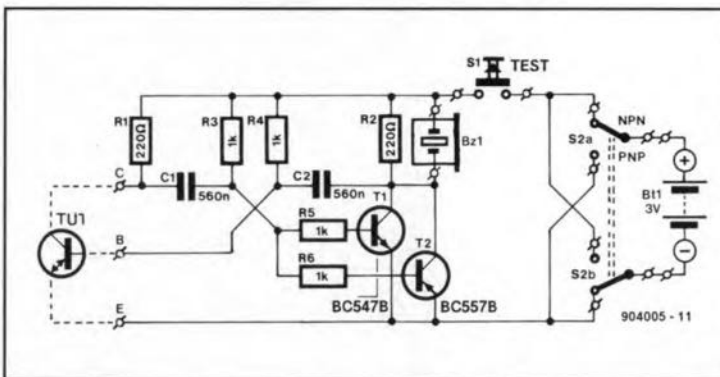 S1 TEST
R1
220Ω
R3
1k
R4
1k
R2
220Ω
Bz1
NPN
S2a
PNP
Bt1
3V
C
C1
560n
C2
560n
T1
TUT
B
R5
1k
T2
R6
1k
S2b
BC547B
BC557B
E
904005 - 11